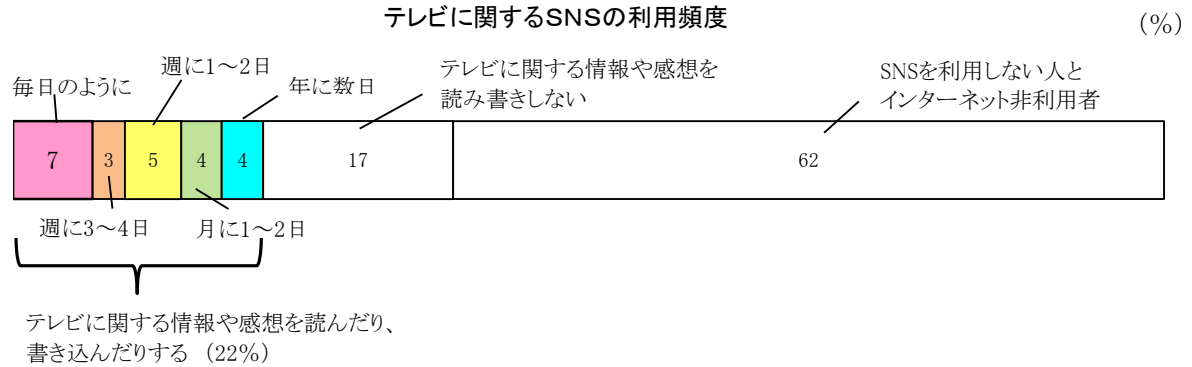 テレビに関するSNSの利用頻度
(%)
毎日のように
週に1～2日
年に数日
テレビに関する情報や感想を
読み書きしない
SNSを利用しない人と
インターネット非利用者
7
3
5
4
4
17
62
週に3～4日
月に1～2日
テレビに関する情報や感想を読んだり、
書き込んだりする （22%）